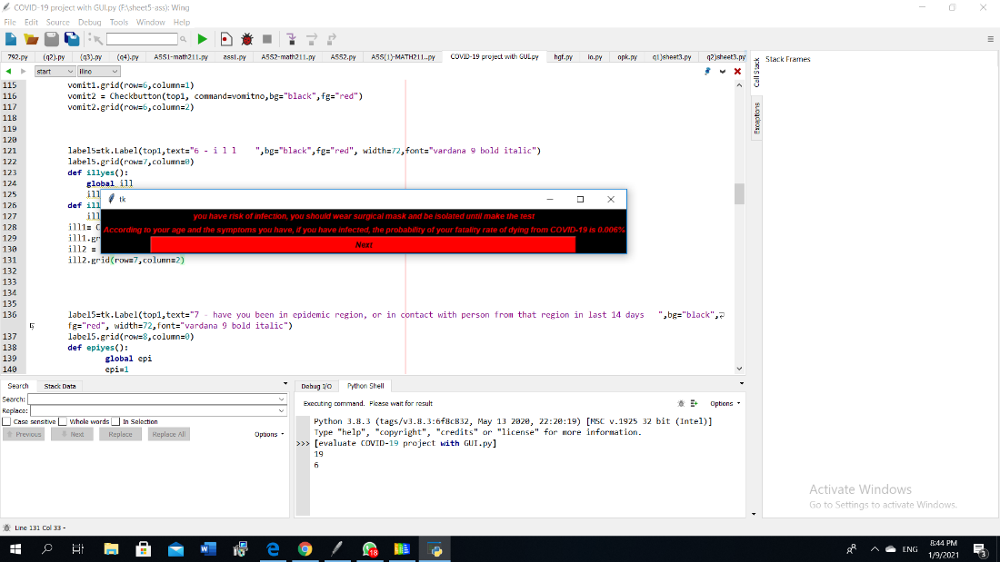 COVID-19 project with GUI.py (F:\sheet5-ass): Wing
File Edit Source Debug Tools Window Help
792.py (q2).py (q3).py (q4).py ASS1-math211.py ass1.py ASS2-math211.py ASS2.py ASS(1)-MATH211..py COVID-19 project with GUI.py hgf.py io.py opk.py q1)sheet3.py q2)sheet3.py
start iline
115 vomit1.grid(row=6,column=1)
116 vomit2 = Checkbutton(top1, command=vomitno,bg="black",fg="red")
117 vomit2.grid(row=6,column=2)
118
119
120
121 label5=tk.Label(top1,text="6 - i l l    ",bg="black",fg="red", width=72,font="vardana 9 bold italic")
122 label5.grid(row=7,column=0)
123 def illyes():
124 global ill
125 ill
126 def ill
127 ill
128 ill1= C
129 ill1.gr
130 ill2 =
131 ill2.grid(row=7,column=2)
132
133
134
135
136 label5=tk.Label(top1,text="7 - have you been in epidemic region, or in contact with person from that region in last 14 days   ",bg="black",
fg="red", width=72,font="vardana 9 bold italic")
137 label5.grid(row=8,column=0)
138 def epiyes():
139 global epi
140 epi=1
tk
you have risk of infection, you should wear surgical mask and be isolated until make the test
According to your age and the symptoms you have, if you have infected, the probability of your fatality rate of dying from COVID-19 is 0.006%
Next
Call Stack
Exceptions
Stack Frames
Search Stack Data
Search:
Replace:
Case sensitive Whole words In Selection
Previous Next Replace Replace All Options
Debug I/O Python Shell
Executing command. Please wait for result
Options
Python 3.8.3 (tags/v3.8.3:6f8c832, May 13 2020, 22:20:19) [MSC v.1925 32 bit (Intel)]
Type "help", "copyright", "credits" or "license" for more information.
>>> [evaluate COVID-19 project with GUI.py]
19
6
Activate Windows
Go to Settings to activate Windows.
Line 131 Col 33 -
18
ENG
8:44 PM
1/9/2021
3